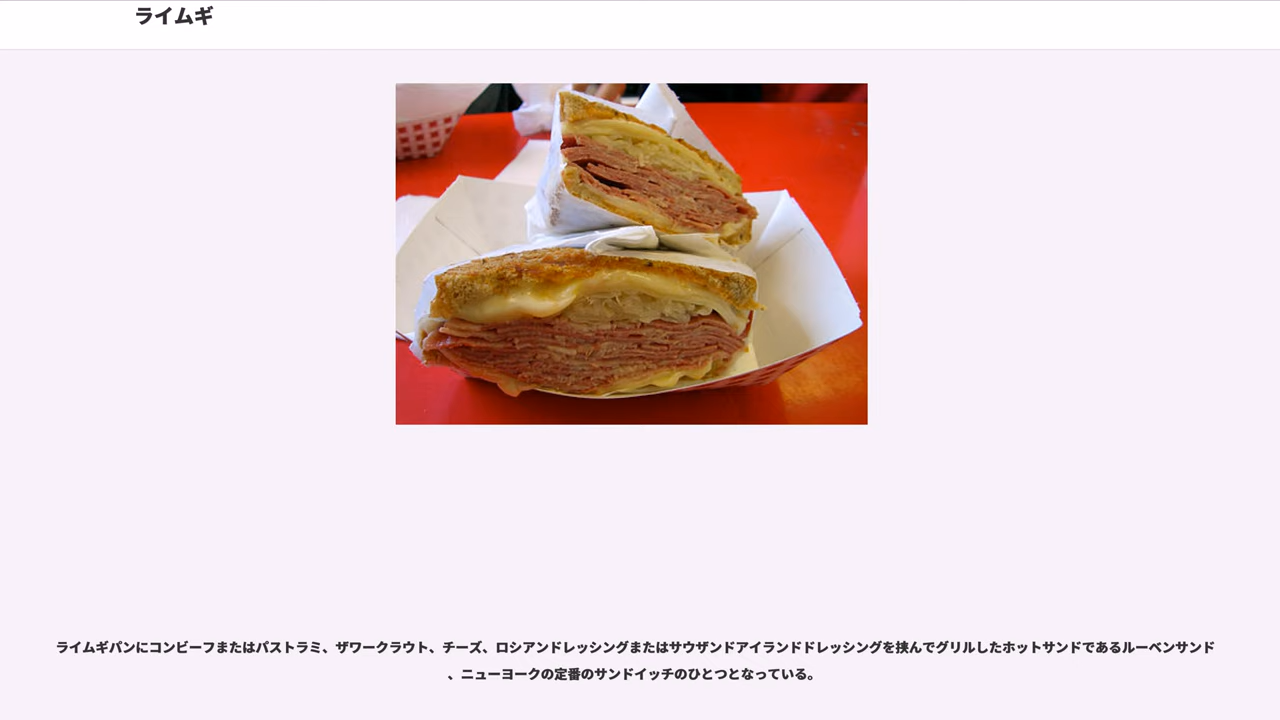 ライムギ
ライムギパンにコンビーフまたはパストラミ、ザワークラウト、チーズ、ロシアンドレッシングまたはサウザンドアイランドドレッシングを挟んでグリルしたホットサンドであるルーベンサンド
、ニューヨークの定番のサンドイッチのひとつとなっている。